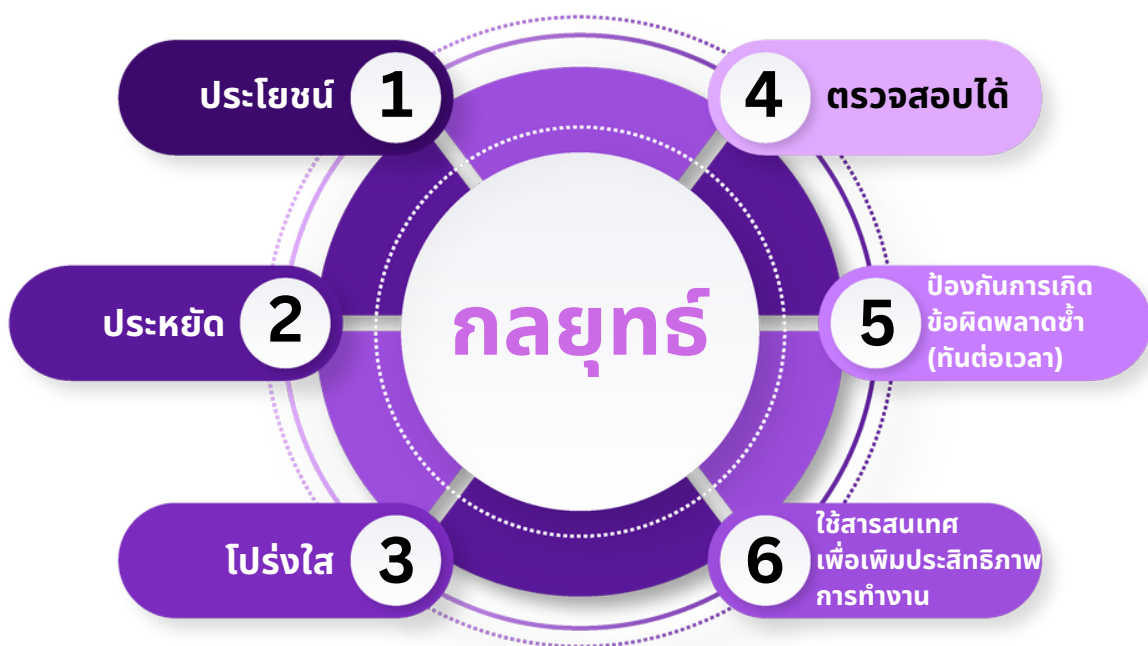 ประโยชน์ 1
ประหยัด 2
โปร่งใส 3
กลยุทธ์
4 ตรวจสอบได้
5 ป้องกันการเกิด
ข้อผิดพลาดซ้ำ
(ทันต่อเวลา)
6 ใช้สารสนเทศ
เพื่อเพิ่มประสิทธิภาพ
การทำงาน